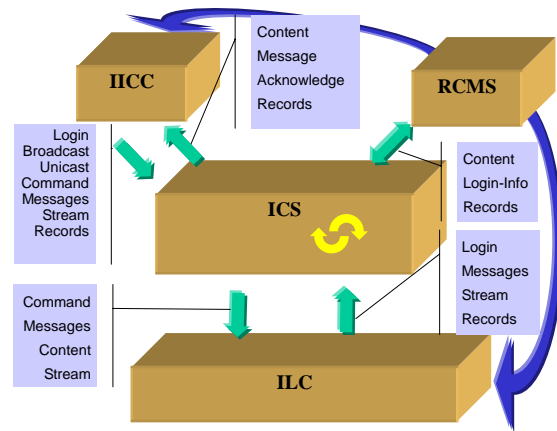 Content
Message
Acknowledge
Records
IICC
RCMS
Login
Broadcast
Unicast
Command
Messages
Stream
Records
Content
Login-Info
Records
ICS
Login
Messages
Stream
Records
Command
Messages
Content
Stream
ILC